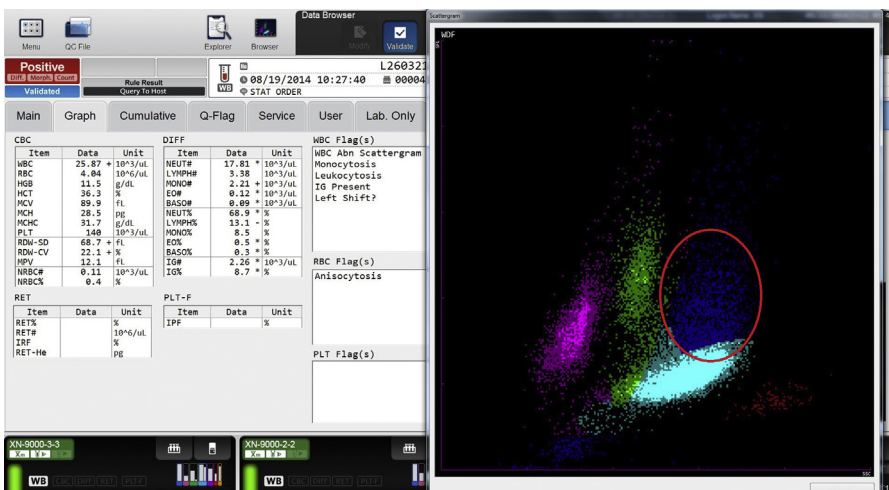 Data Browser
Menu
QC File
Explorer
Browser
Modify
Validate
Positive
Diff. Morph. Count
Validated
Rule Result
Query To Host
WB
L260321
08/19/2014 10:27:40
STAT ORDER
Main Graph Cumulative Q-Flag Service User Lab. Only
CBC
Item Data Unit
WBC 25.87 + 10^3/uL
RBC 4.04 10^6/uL
HGB 11.5 g/dL
HCT 36.3 %
MCV 89.9 fL
MCH 28.5 pg
MCHC 31.7 g/dL
PLT 140 10^3/uL
RDW-SD 68.7 + fL
RDW-CV 22.1 + %
MPV 12.1 fL
NRBC# 0.11 10^3/uL
NRBC% 0.4 %
DIFF
Item Data Unit
NEUT# 17.81 * 10^3/uL
LYMPH# 3.38 10^3/uL
MONO# 2.21 + 10^3/uL
EO# 0.12 * 10^3/uL
BASO# 0.09 * 10^3/uL
NEUT% 68.9 * %
LYMPH% 13.1 - %
MONO% 8.5 %
EO% 0.5 * %
BASO% 0.3 * %
IG# 2.26 * 10^3/uL
IG% 8.7 * %
WBC Flag(s)
WBC Abn Scattergram
Monocytosis
Leukocytosis
IG Present
Left Shift?
RBC Flag(s)
Anisocytosis
PLT Flag(s)
RET
Item Data Unit
RET% %
RET# 10^6/uL
IRF %
RET-He pg
PLT-F
Item Data Unit
IPF %
XN-9000-3-3
WB CBC DIFF RET PLT-F
XN-9000-2-2
WB CBC DIFF RET PLT-F
Scattergram
WDF
SSC